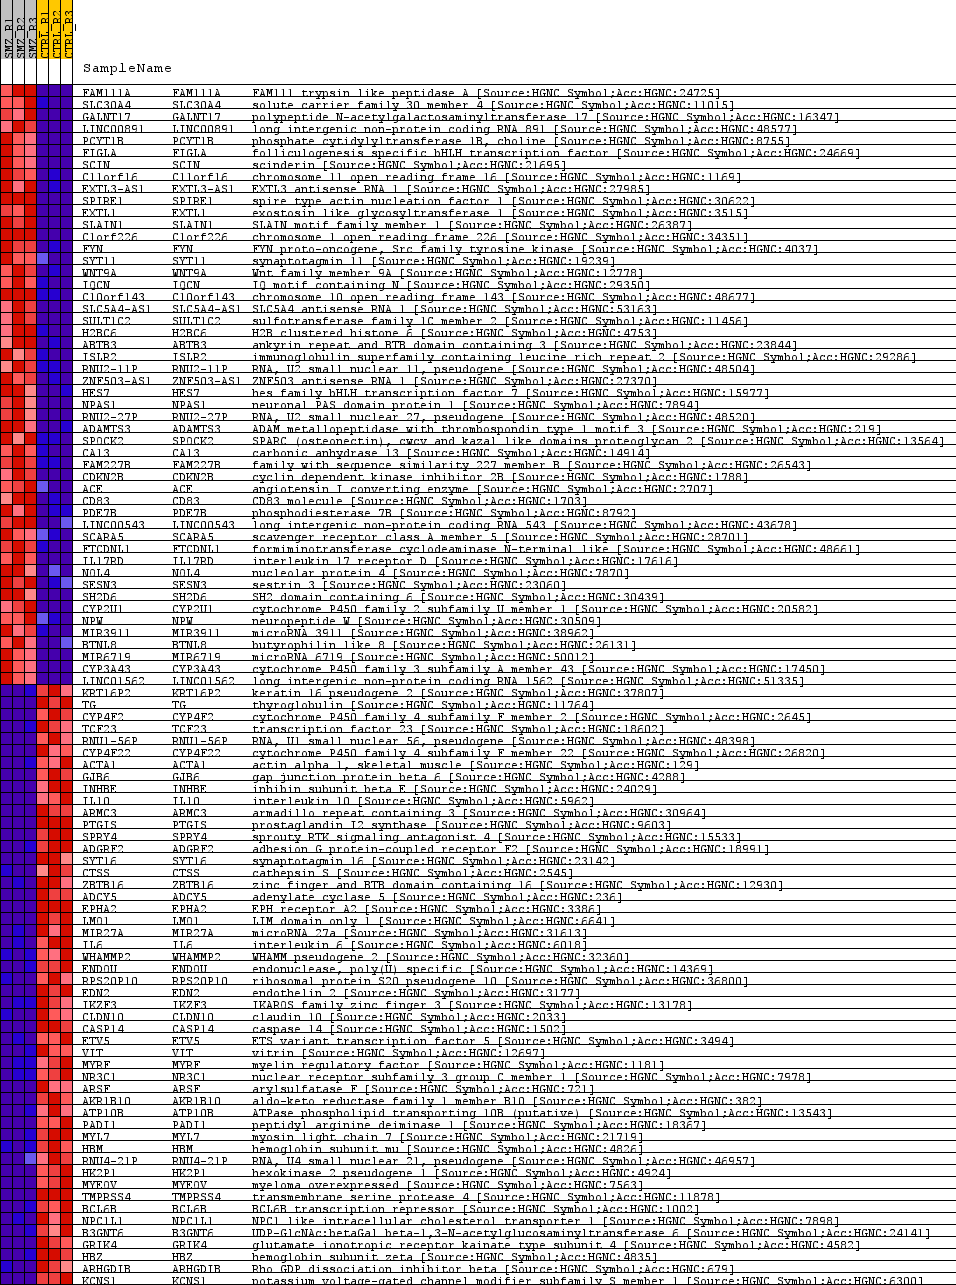 SMZ_R1
SMZ_R2
SMZ_R3
CTRL_R1
CTRL_R2
CTRL_R3
SampleName
FAM111A FAM111A FAM111 trypsin like peptidase A [Source:HGNC Symbol;Acc:HGNC:24725]
SLC30A4 SLC30A4 solute carrier family 30 member 4 [Source:HGNC Symbol;Acc:HGNC:11015]
GALNT17 GALNT17 polypeptide N-acetylgalactosaminyltransferase 17 [Source:HGNC Symbol;Acc:HGNC:16347]
LINC00891 LINC00891 long intergenic non-protein coding RNA 891 [Source:HGNC Symbol;Acc:HGNC:48577]
PCYT1B PCYT1B phosphate cytidylyltransferase 1B, choline [Source:HGNC Symbol;Acc:HGNC:8755]
FIGLA FIGLA folliculogenesis specific bHLH transcription factor [Source:HGNC Symbol;Acc:HGNC:24669]
SCIN SCIN scinderin [Source:HGNC Symbol;Acc:HGNC:21695]
C11orf16 C11orf16 chromosome 11 open reading frame 16 [Source:HGNC Symbol;Acc:HGNC:1169]
EXTL3-AS1 EXTL3-AS1 EXTL3 antisense RNA 1 [Source:HGNC Symbol;Acc:HGNC:27985]
SPIRE1 SPIRE1 spire type actin nucleation factor 1 [Source:HGNC Symbol;Acc:HGNC:30622]
EXTL1 EXTL1 exostosin like glycosyltransferase 1 [Source:HGNC Symbol;Acc:HGNC:3515]
SLAIN1 SLAIN1 SLAIN motif family member 1 [Source:HGNC Symbol;Acc:HGNC:26387]
C1orf226 C1orf226 chromosome 1 open reading frame 226 [Source:HGNC Symbol;Acc:HGNC:34351]
FYN FYN FYN proto-oncogene, Src family tyrosine kinase [Source:HGNC Symbol;Acc:HGNC:4037]
SYT11 SYT11 synaptotagmin 11 [Source:HGNC Symbol;Acc:HGNC:19239]
WNT9A WNT9A Wnt family member 9A [Source:HGNC Symbol;Acc:HGNC:12778]
IQCN IQCN IQ motif containing N [Source:HGNC Symbol;Acc:HGNC:29350]
C10orf143 C10orf143 chromosome 10 open reading frame 143 [Source:HGNC Symbol;Acc:HGNC:48677]
SLC5A4-AS1 SLC5A4-AS1 SLC5A4 antisense RNA 1 [Source:HGNC Symbol;Acc:HGNC:53163]
SULT1C2 SULT1C2 sulfotransferase family 1C member 2 [Source:HGNC Symbol;Acc:HGNC:11456]
H2BC6 H2BC6 H2B clustered histone 6 [Source:HGNC Symbol;Acc:HGNC:4753]
ABTB3 ABTB3 ankyrin repeat and BTB domain containing 3 [Source:HGNC Symbol;Acc:HGNC:23844]
ISLR2 ISLR2 immunoglobulin superfamily containing leucine rich repeat 2 [Source:HGNC Symbol;Acc:HGNC:29286]
RNU2-11P RNU2-11P RNA, U2 small nuclear 11, pseudogene [Source:HGNC Symbol;Acc:HGNC:48504]
ZNF503-AS1 ZNF503-AS1 ZNF503 antisense RNA 1 [Source:HGNC Symbol;Acc:HGNC:27370]
HES7 HES7 hes family bHLH transcription factor 7 [Source:HGNC Symbol;Acc:HGNC:15977]
NPAS1 NPAS1 neuronal PAS domain protein 1 [Source:HGNC Symbol;Acc:HGNC:7894]
RNU2-27P RNU2-27P RNA, U2 small nuclear 27, pseudogene [Source:HGNC Symbol;Acc:HGNC:48520]
ADAMTS3 ADAMTS3 ADAM metallopeptidase with thrombospondin type 1 motif 3 [Source:HGNC Symbol;Acc:HGNC:219]
SPOCK2 SPOCK2 SPARC (osteonectin), cwcv and kazal like domains proteoglycan 2 [Source:HGNC Symbol;Acc:HGNC:13564]
CA13 CA13 carbonic anhydrase 13 [Source:HGNC Symbol;Acc:HGNC:14914]
FAM227B FAM227B family with sequence similarity 227 member B [Source:HGNC Symbol;Acc:HGNC:26543]
CDKN2B CDKN2B cyclin dependent kinase inhibitor 2B [Source:HGNC Symbol;Acc:HGNC:1788]
ACE ACE angiotensin I converting enzyme [Source:HGNC Symbol;Acc:HGNC:2707]
CD83 CD83 CD83 molecule [Source:HGNC Symbol;Acc:HGNC:1703]
PDE7B PDE7B phosphodiesterase 7B [Source:HGNC Symbol;Acc:HGNC:8792]
LINC00543 LINC00543 long intergenic non-protein coding RNA 543 [Source:HGNC Symbol;Acc:HGNC:43678]
SCARA5 SCARA5 scavenger receptor class A member 5 [Source:HGNC Symbol;Acc:HGNC:28701]
FTCDNL1 FTCDNL1 formiminotransferase cyclodeaminase N-terminal like [Source:HGNC Symbol;Acc:HGNC:48661]
IL17RD IL17RD interleukin 17 receptor D [Source:HGNC Symbol;Acc:HGNC:17616]
NOL4 NOL4 nucleolar protein 4 [Source:HGNC Symbol;Acc:HGNC:7870]
SESN3 SESN3 sestrin 3 [Source:HGNC Symbol;Acc:HGNC:23060]
SH2D6 SH2D6 SH2 domain containing 6 [Source:HGNC Symbol;Acc:HGNC:30439]
CYP2U1 CYP2U1 cytochrome P450 family 2 subfamily U member 1 [Source:HGNC Symbol;Acc:HGNC:20582]
NPW NPW neuropeptide W [Source:HGNC Symbol;Acc:HGNC:30509]
MIR3911 MIR3911 microRNA 3911 [Source:HGNC Symbol;Acc:HGNC:38962]
BTNL8 BTNL8 butyrophilin like 8 [Source:HGNC Symbol;Acc:HGNC:26131]
MIR6719 MIR6719 microRNA 6719 [Source:HGNC Symbol;Acc:HGNC:50012]
CYP3A43 CYP3A43 cytochrome P450 family 3 subfamily A member 43 [Source:HGNC Symbol;Acc:HGNC:17450]
LINC01562 LINC01562 long intergenic non-protein coding RNA 1562 [Source:HGNC Symbol;Acc:HGNC:51335]
KRT16P2 KRT16P2 keratin 16 pseudogene 2 [Source:HGNC Symbol;Acc:HGNC:37807]
TG TG thyroglobulin [Source:HGNC Symbol;Acc:HGNC:11764]
CYP4F2 CYP4F2 cytochrome P450 family 4 subfamily F member 2 [Source:HGNC Symbol;Acc:HGNC:2645]
TCF23 TCF23 transcription factor 23 [Source:HGNC Symbol;Acc:HGNC:18602]
RNU1-56P RNU1-56P RNA, U1 small nuclear 56, pseudogene [Source:HGNC Symbol;Acc:HGNC:48398]
CYP4F22 CYP4F22 cytochrome P450 family 4 subfamily F member 22 [Source:HGNC Symbol;Acc:HGNC:26820]
ACTA1 ACTA1 actin alpha 1, skeletal muscle [Source:HGNC Symbol;Acc:HGNC:129]
GJB6 GJB6 gap junction protein beta 6 [Source:HGNC Symbol;Acc:HGNC:4288]
INHBE INHBE inhibin subunit beta E [Source:HGNC Symbol;Acc:HGNC:24029]
IL10 IL10 interleukin 10 [Source:HGNC Symbol;Acc:HGNC:5962]
ARMC3 ARMC3 armadillo repeat containing 3 [Source:HGNC Symbol;Acc:HGNC:30964]
PTGIS PTGIS prostaglandin I2 synthase [Source:HGNC Symbol;Acc:HGNC:9603]
SPRY4 SPRY4 sprouty RTK signaling antagonist 4 [Source:HGNC Symbol;Acc:HGNC:15533]
ADGRF2 ADGRF2 adhesion G protein-coupled receptor F2 [Source:HGNC Symbol;Acc:HGNC:18991]
SYT16 SYT16 synaptotagmin 16 [Source:HGNC Symbol;Acc:HGNC:23142]
CTSS CTSS cathepsin S [Source:HGNC Symbol;Acc:HGNC:2545]
ZBTB16 ZBTB16 zinc finger and BTB domain containing 16 [Source:HGNC Symbol;Acc:HGNC:12930]
ADCY5 ADCY5 adenylate cyclase 5 [Source:HGNC Symbol;Acc:HGNC:236]
EPHA2 EPHA2 EPH receptor A2 [Source:HGNC Symbol;Acc:HGNC:3386]
LMO1 LMO1 LIM domain only 1 [Source:HGNC Symbol;Acc:HGNC:6641]
MIR27A MIR27A microRNA 27a [Source:HGNC Symbol;Acc:HGNC:31613]
IL6 IL6 interleukin 6 [Source:HGNC Symbol;Acc:HGNC:6018]
WHAMMP2 WHAMMP2 WHAMM pseudogene 2 [Source:HGNC Symbol;Acc:HGNC:32360]
ENDOU ENDOU endonuclease, poly(U) specific [Source:HGNC Symbol;Acc:HGNC:14369]
RPS20P10 RPS20P10 ribosomal protein S20 pseudogene 10 [Source:HGNC Symbol;Acc:HGNC:36800]
EDN2 EDN2 endothelin 2 [Source:HGNC Symbol;Acc:HGNC:3177]
IKZF3 IKZF3 IKAROS family zinc finger 3 [Source:HGNC Symbol;Acc:HGNC:13178]
CLDN10 CLDN10 claudin 10 [Source:HGNC Symbol;Acc:HGNC:2033]
CASP14 CASP14 caspase 14 [Source:HGNC Symbol;Acc:HGNC:1502]
ETV5 ETV5 ETS variant transcription factor 5 [Source:HGNC Symbol;Acc:HGNC:3494]
VIT VIT vitrin [Source:HGNC Symbol;Acc:HGNC:12697]
MYRF MYRF myelin regulatory factor [Source:HGNC Symbol;Acc:HGNC:1181]
NR3C1 NR3C1 nuclear receptor subfamily 3 group C member 1 [Source:HGNC Symbol;Acc:HGNC:7978]
ARSF ARSF arylsulfatase F [Source:HGNC Symbol;Acc:HGNC:721]
AKR1B10 AKR1B10 aldo-keto reductase family 1 member B10 [Source:HGNC Symbol;Acc:HGNC:382]
ATP10B ATP10B ATPase phospholipid transporting 10B (putative) [Source:HGNC Symbol;Acc:HGNC:13543]
PADI1 PADI1 peptidyl arginine deiminase 1 [Source:HGNC Symbol;Acc:HGNC:18367]
MYL7 MYL7 myosin light chain 7 [Source:HGNC Symbol;Acc:HGNC:21719]
HBM HBM hemoglobin subunit mu [Source:HGNC Symbol;Acc:HGNC:4826]
RNU4-21P RNU4-21P RNA, U4 small nuclear 21, pseudogene [Source:HGNC Symbol;Acc:HGNC:46957]
HK2P1 HK2P1 hexokinase 2 pseudogene 1 [Source:HGNC Symbol;Acc:HGNC:4924]
MYEOV MYEOV myeloma overexpressed [Source:HGNC Symbol;Acc:HGNC:7563]
TMPRSS4 TMPRSS4 transmembrane serine protease 4 [Source:HGNC Symbol;Acc:HGNC:11878]
BCL6B BCL6B BCL6B transcription repressor [Source:HGNC Symbol;Acc:HGNC:1002]
NPC1L1 NPC1L1 NPC1 like intracellular cholesterol transporter 1 [Source:HGNC Symbol;Acc:HGNC:7898]
B3GNT6 B3GNT6 UDP-GlcNAc:betaGal beta-1,3-N-acetylglucosaminyltransferase 6 [Source:HGNC Symbol;Acc:HGNC:24141]
GRIK4 GRIK4 glutamate ionotropic receptor kainate type subunit 4 [Source:HGNC Symbol;Acc:HGNC:4582]
HBZ HBZ hemoglobin subunit zeta [Source:HGNC Symbol;Acc:HGNC:4835]
ARHGDIB ARHGDIB Rho GDP dissociation inhibitor beta [Source:HGNC Symbol;Acc:HGNC:679]
KCNS1 KCNS1 potassium voltage-gated channel modifier subfamily S member 1 [Source:HGNC Symbol;Acc:HGNC:6300]